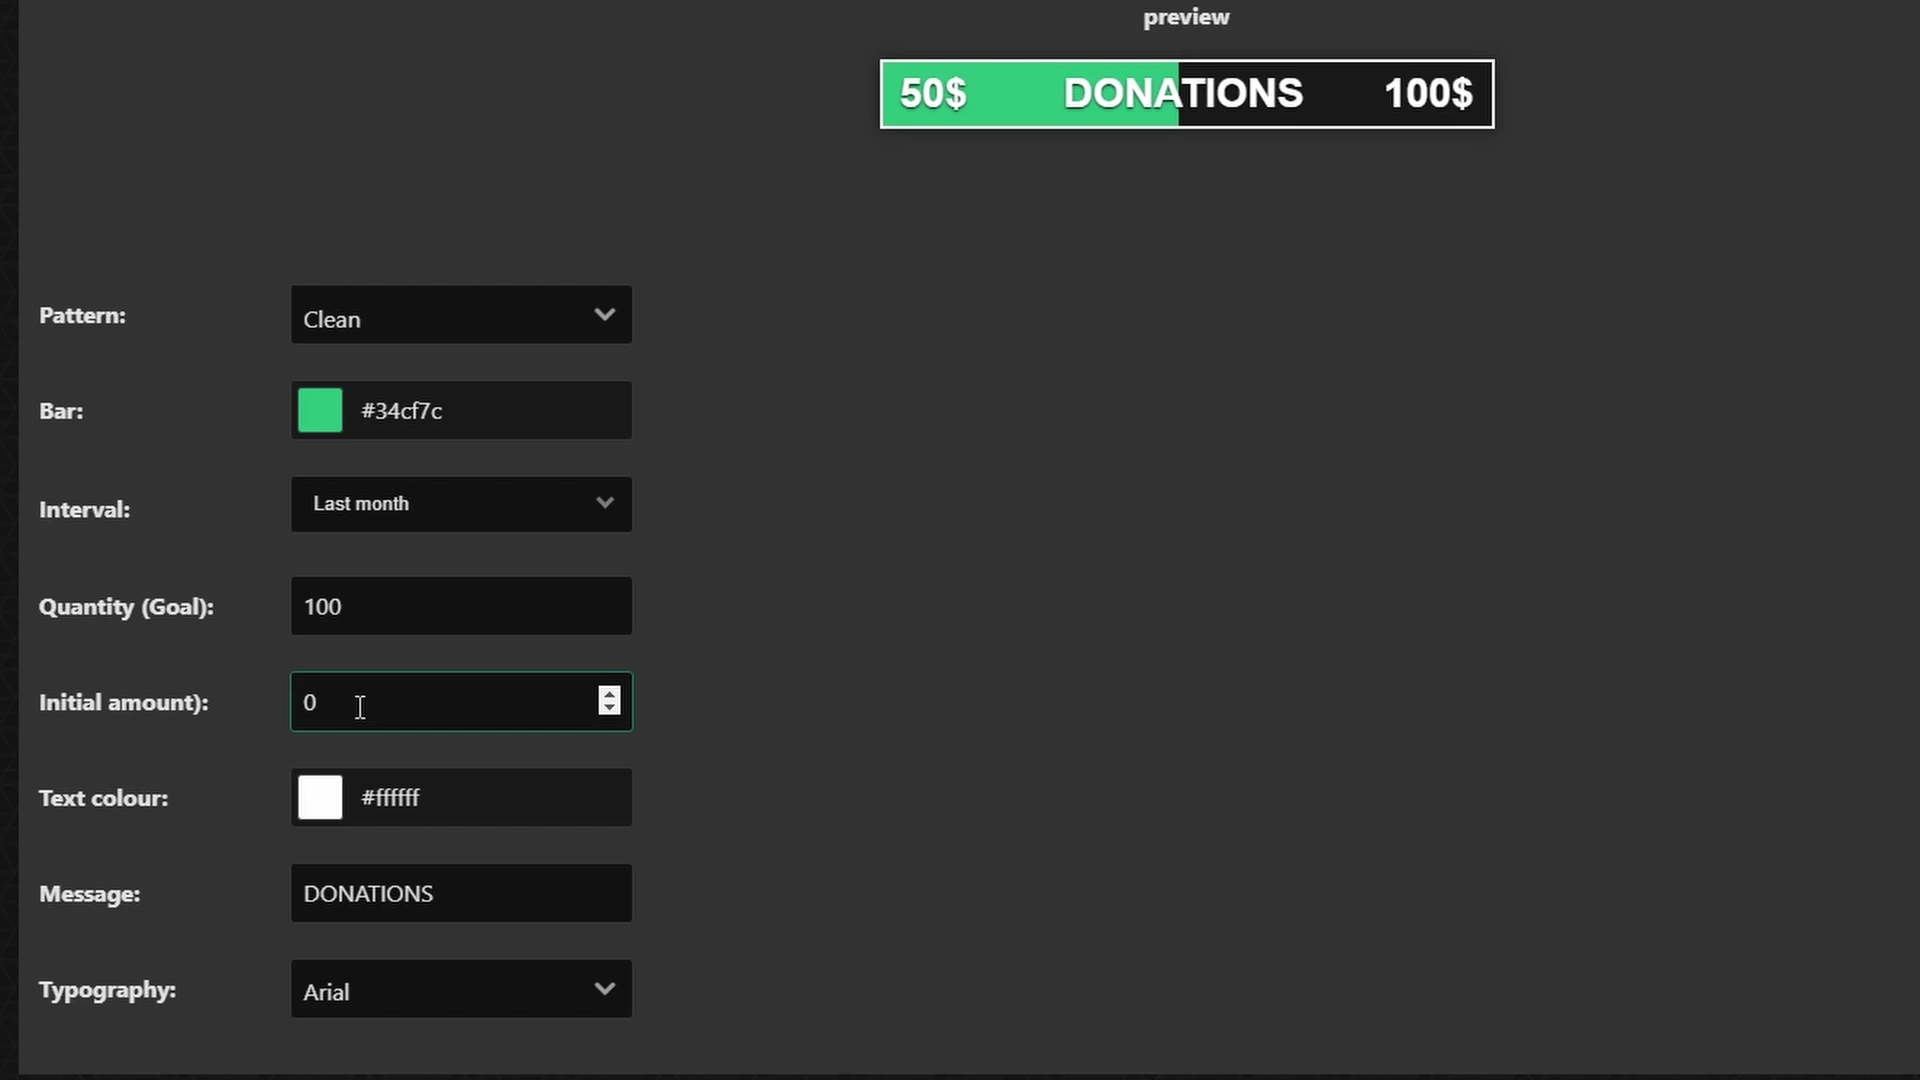 preview
50$ DONATIONS 100$
Pattern: Clean
Bar: #34cf7c
Interval: Last month
Quantity (Goal): 100
Initial amount): 0
Text colour: #ffffff
Message: DONATIONS
Typography: Arial